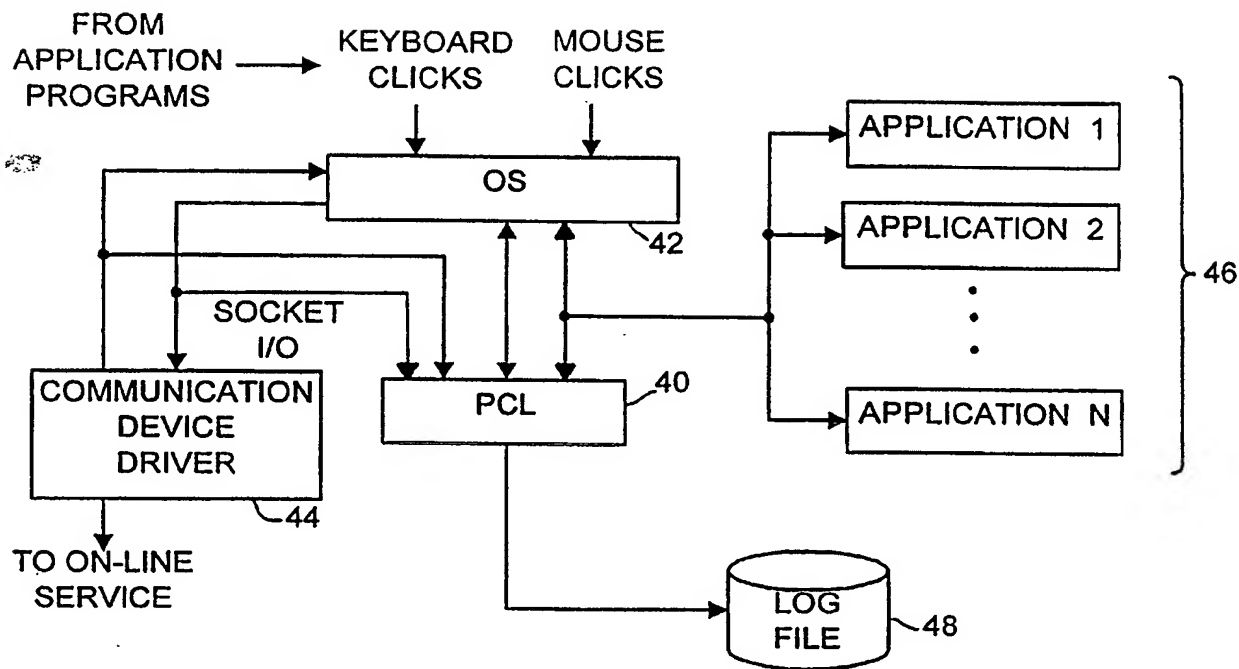 FROM
APPLICATION
PROGRAMS
KEYBOARD
CLICKS
MOUSE
CLICKS
OS
42
APPLICATION 1
APPLICATION 2
APPLICATION N
46
SOCKET
I/O
COMMUNICATION
DEVICE
DRIVER
44
PCL
40
TO ON-LINE
SERVICE
LOG
FILE
48